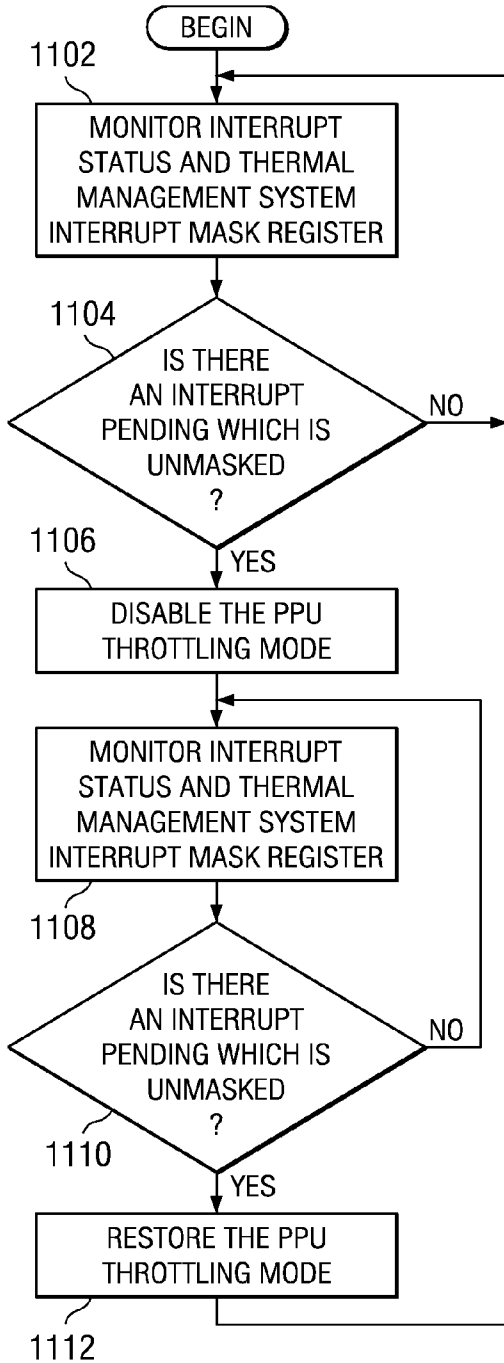 BEGIN
1102
MONITOR INTERRUPT
STATUS AND THERMAL
MANAGEMENT SYSTEM
INTERRUPT MASK REGISTER
1104
IS THERE
AN INTERRUPT
PENDING WHICH IS
UNMASKED
?
NO
YES
1106
DISABLE THE PPU
THROTTLING MODE
MONITOR INTERRUPT
STATUS AND THERMAL
MANAGEMENT SYSTEM
INTERRUPT MASK REGISTER
1108
IS THERE
AN INTERRUPT
PENDING WHICH IS
UNMASKED
?
NO
1110
YES
RESTORE THE PPU
THROTTLING MODE
1112